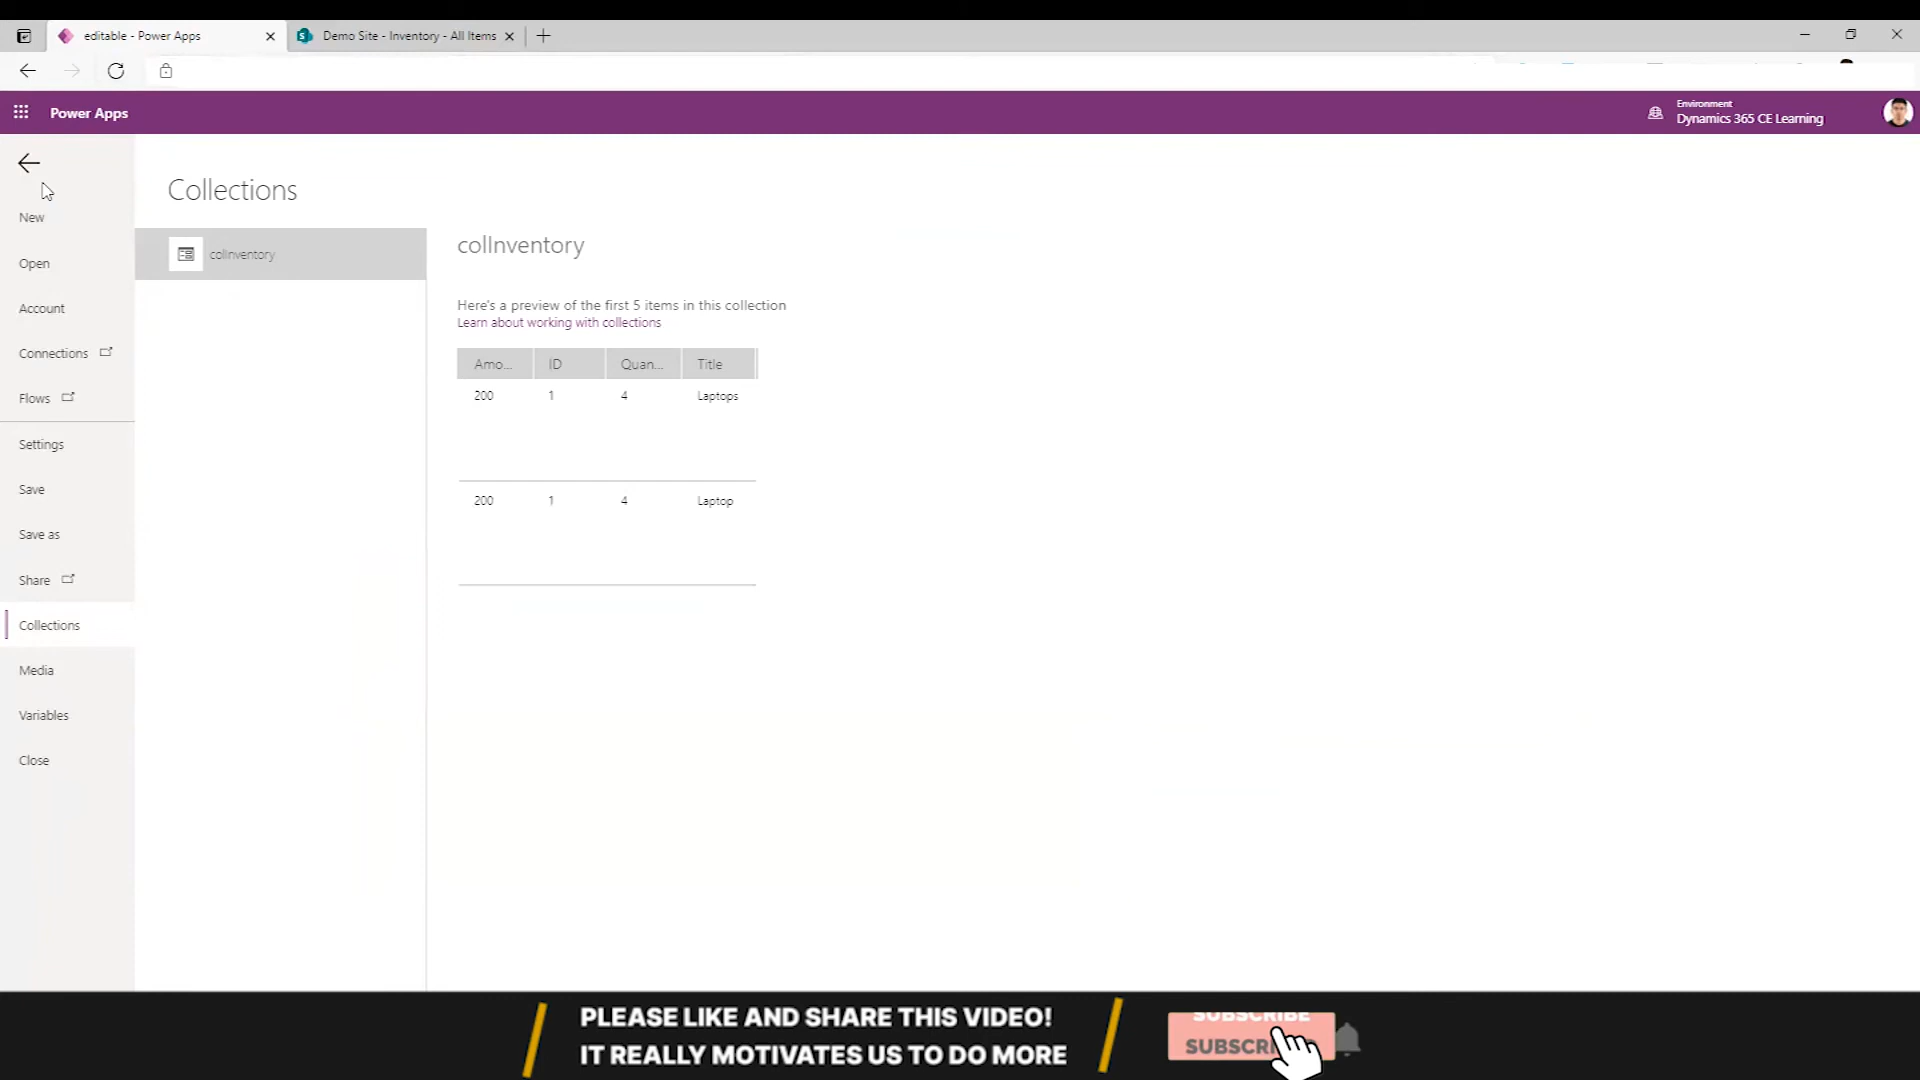 editable - Power Apps
Demo Site - Inventory - All Items
Power Apps
Environment
Dynamics 365 CE Learning
New
Open
Account
Connections
Flows
Settings
Save
Save as
Share
Collections
Media
Variables
Close
Collections
colInventory
colInventory
Here's a preview of the first 5 items in this collection
Learn about working with collections
Amo... ID Quan... Title
200 1 4 Laptops
200 1 4 Laptop
PLEASE LIKE AND SHARE THIS VIDEO!
IT REALLY MOTIVATES US TO DO MORE
SUBSCRIBE